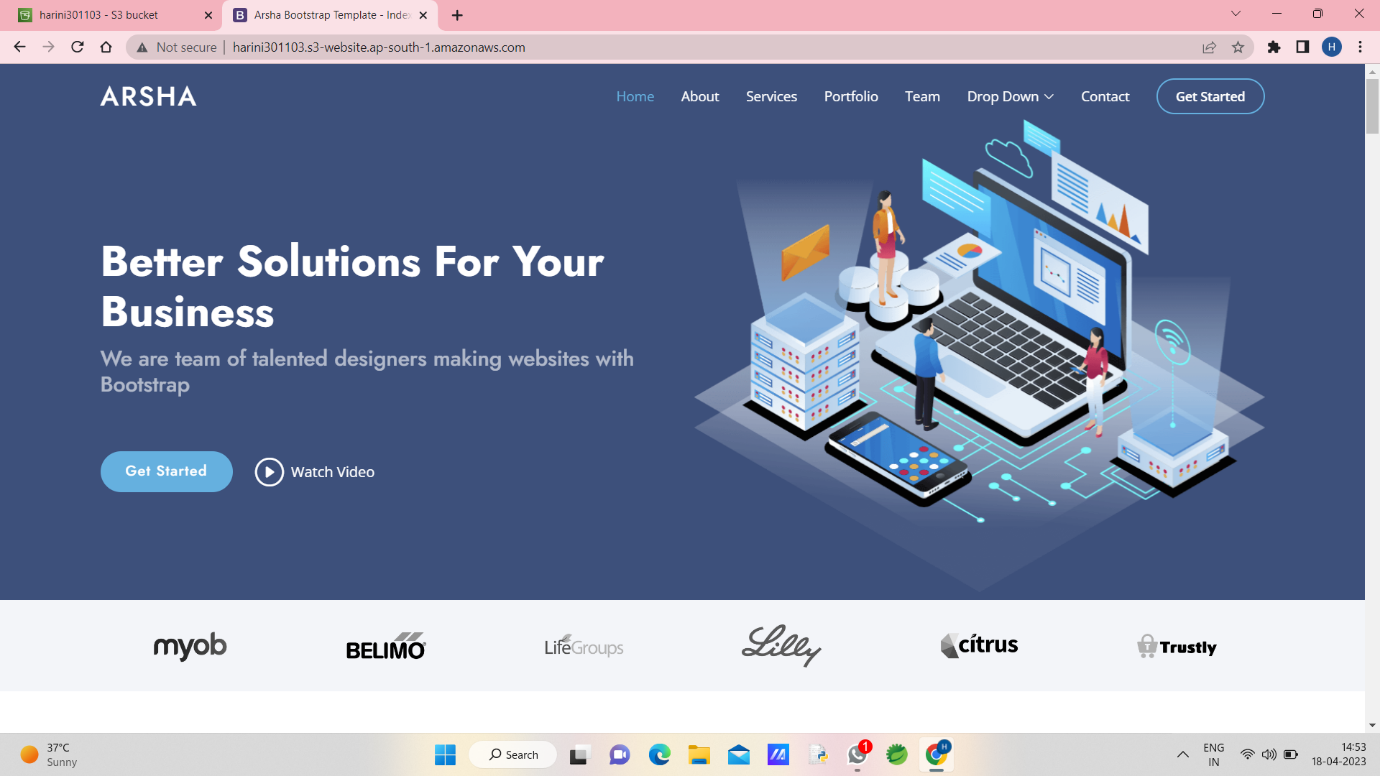 harini301103 - S3 bucket
Arsha Bootstrap Template - Inde
Not secure
harini301103.s3-website.ap-south-1.amazonaws.com
H
ARSHA
Home
About
Services
Portfolio
Team
Drop Down
Contact
Get Started
Better Solutions For Your
Business
We are team of talented designers making websites with
Bootstrap
Get Started
Watch Video
myob
BELIMO
LifeGroups
Lilly
cítrus
Trustly
37°C
Sunny
Search
1
H
ENG
IN
14:53
18-04-2023